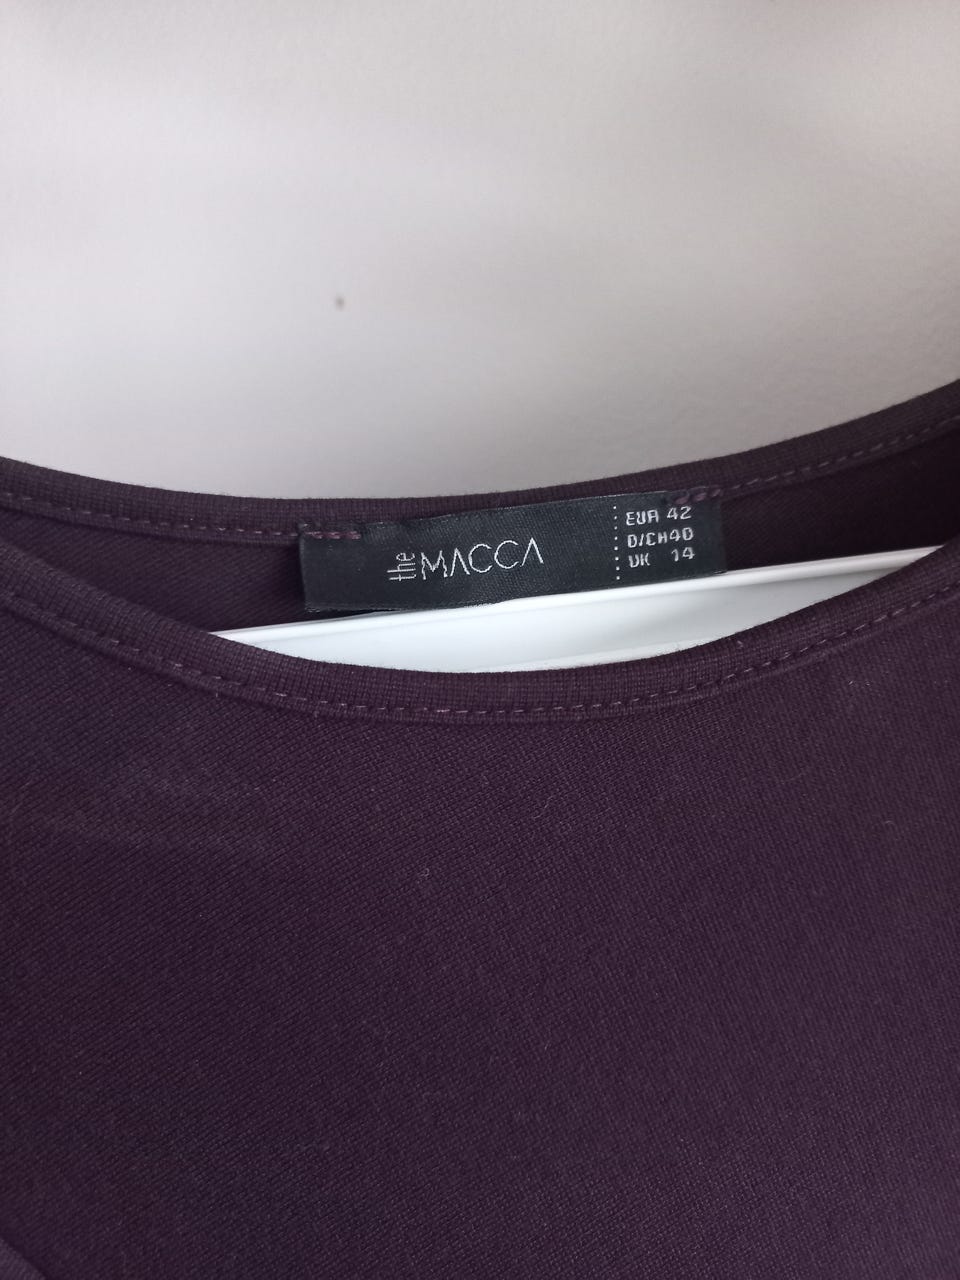 the MACCA
EUR 42
D/CH40
UK 14